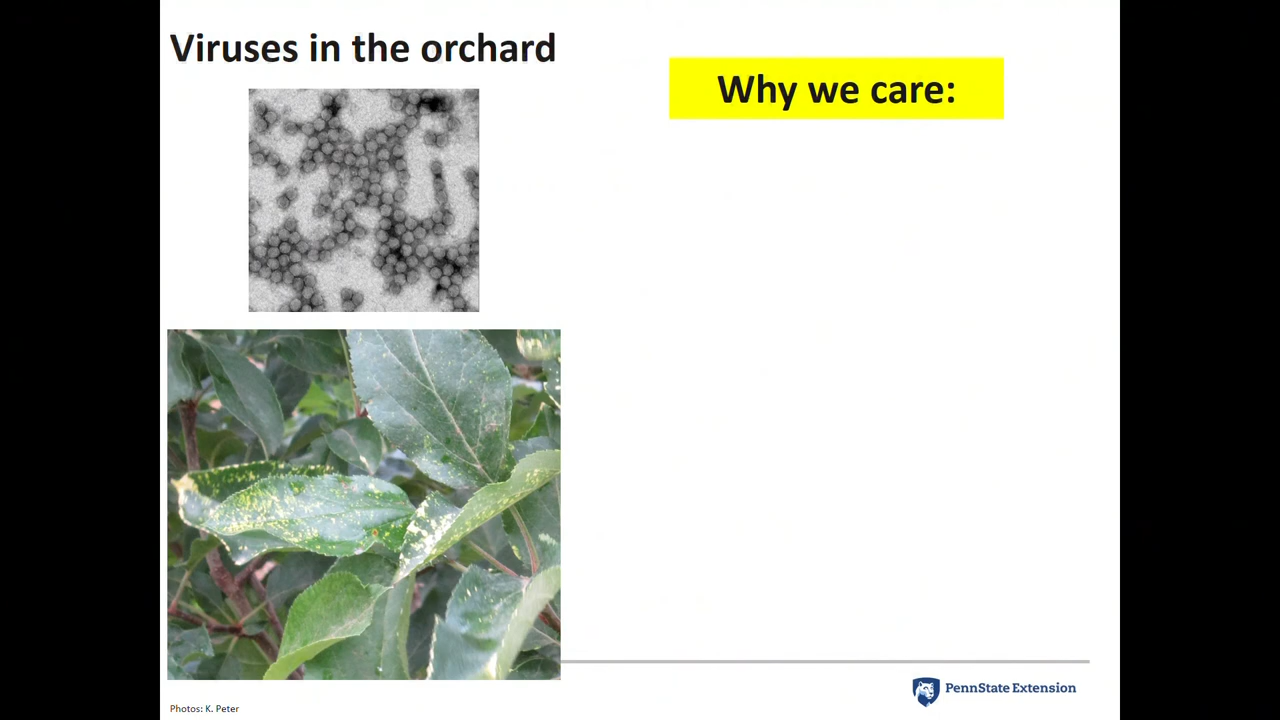 Viruses in the orchard
Why we care:
PennState Extension
Photos: K. Peter